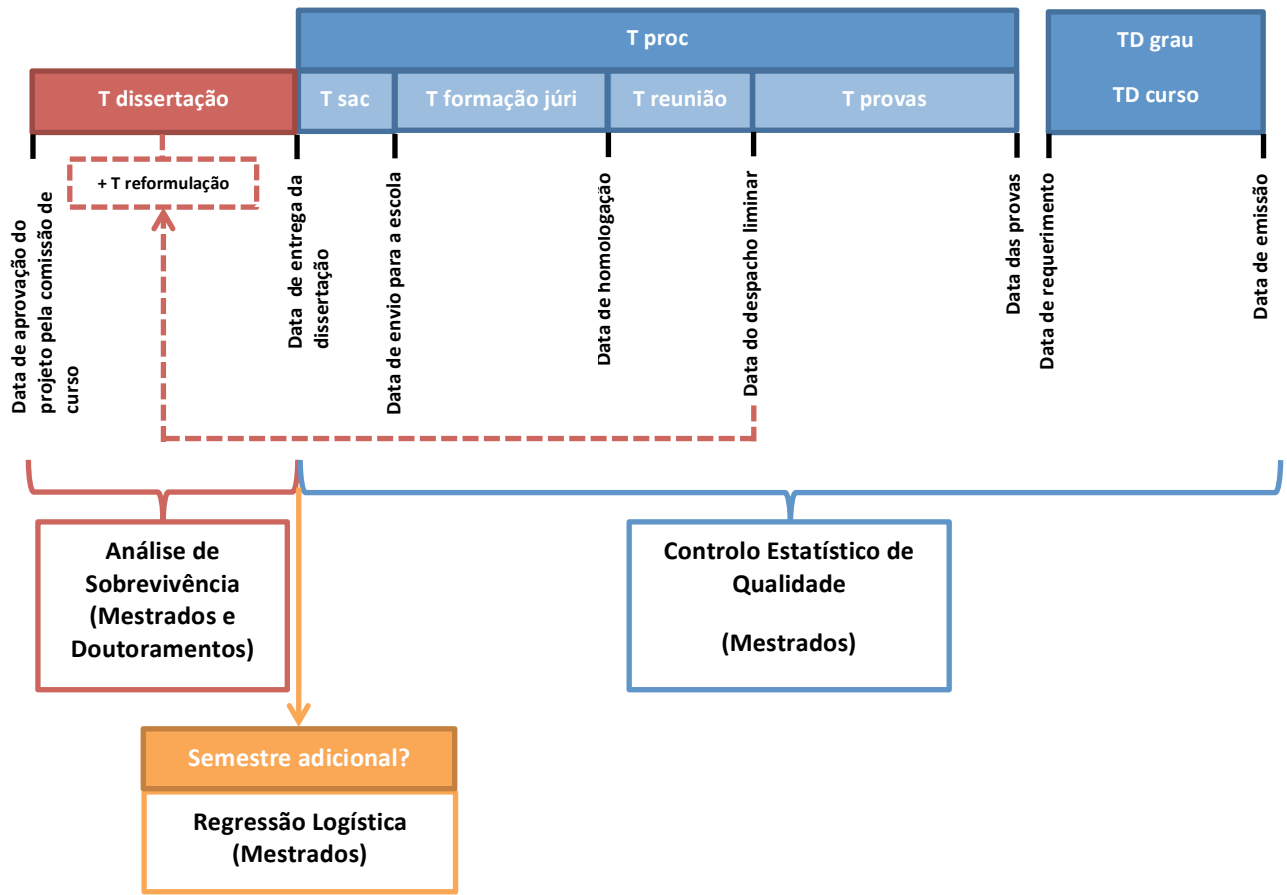 T proc
TD grau
TD curso
T dissertação
T sac
T formação júri
T reunião
T provas
+ T reformulação
Data de aprovação do
projeto pela comissão de
curso
Data de entrega da
dissertação
Data de envio para a escola
Data de homologação
Data do despacho liminar
Data das provas
Data de requerimento
Data de emissão
Análise de
Sobrevivência
(Mestrados e
Doutoramentos)
Controlo Estatístico de
Qualidade
(Mestrados)
Semestre adicional?
Regressão Logística
(Mestrados)